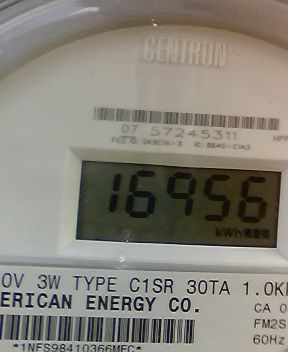 CENTRON
07 57245311
16956
kWh
0V 3W TYPE C1SR 30TA 1.0K
ERICAN ENERGY CO.
CA 0
FM2S
60Hz
*1NFS98410366MEC*